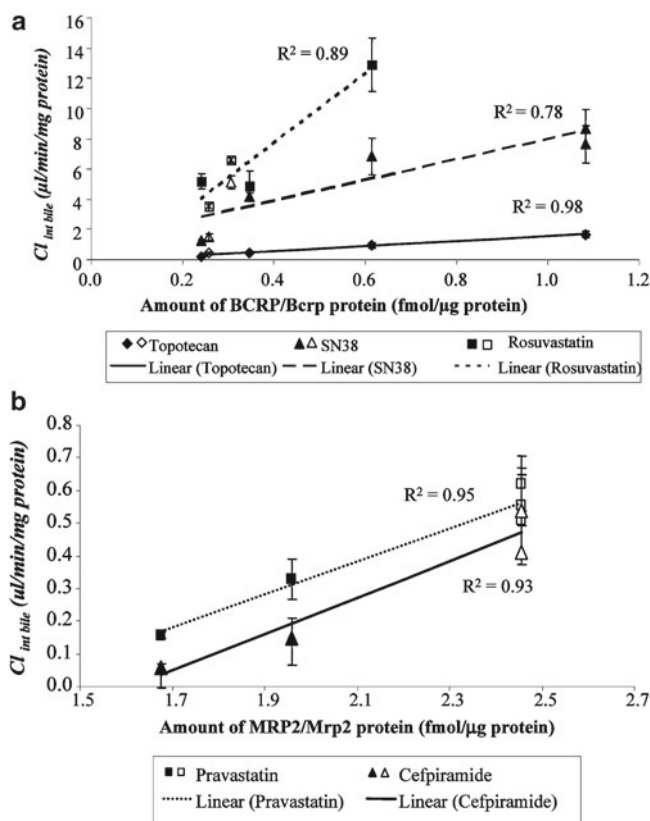 a
16
14
12
10
8
6
4
2
0
Cl int bile (µl/min/mg protein)
R² = 0.89
R² = 0.78
R² = 0.98
0.0 0.2 0.4 0.6 0.8 1.0 1.2
Amount of BCRP/Bcrp protein (fmol/µg protein)
Topotecan SN38 Rosuvastatin
Linear (Topotecan) Linear (SN38) Linear (Rosuvastatin)
b
0.8
0.7
0.6
0.5
0.4
0.3
0.2
0.1
0.0
Cl int bile (ul/min/mg protein)
R² = 0.95
R² = 0.93
1.5 1.7 1.9 2.1 2.3 2.5 2.7
Amount of MRP2/Mrp2 protein (fmol/µg protein)
Pravastatin Cefpiramide
Linear (Pravastatin) Linear (Cefpiramide)